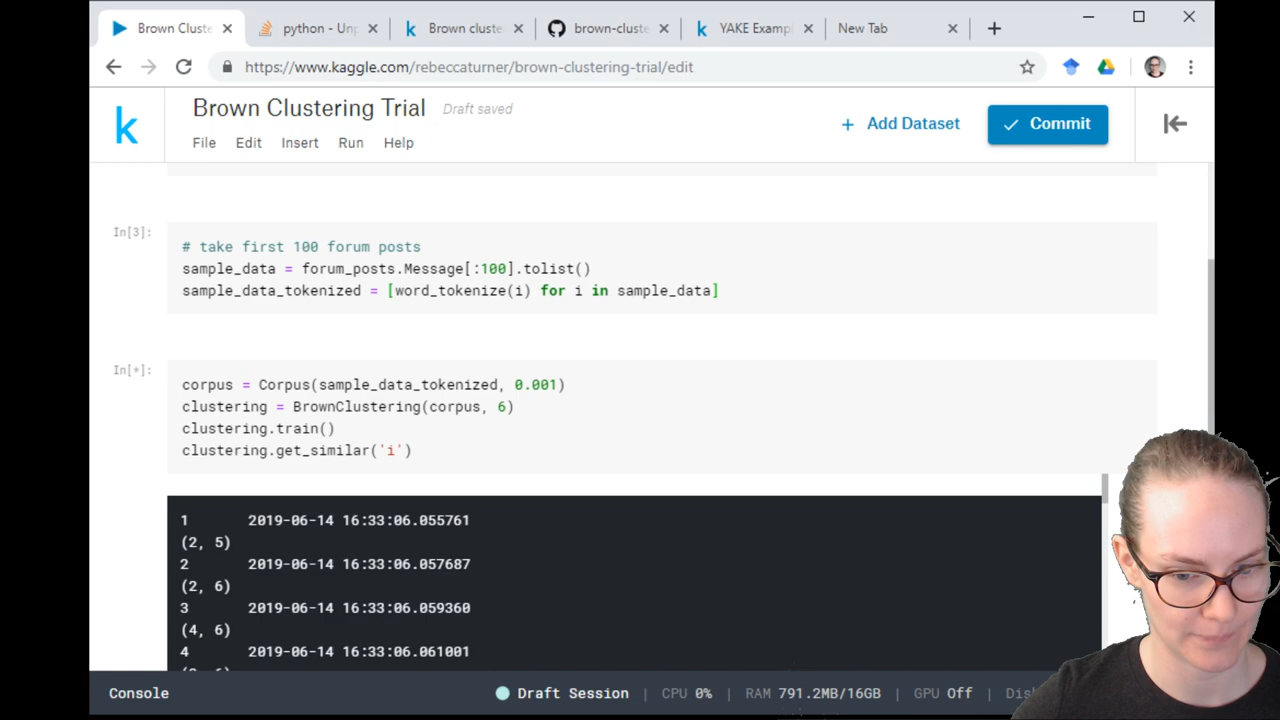 Brown Cluste
python - Unp
Brown cluste
brown-cluste
YAKE Exampl
New Tab
https://www.kaggle.com/rebeccaturner/brown-clustering-trial/edit
k
Brown Clustering Trial
Draft saved
+ Add Dataset
Commit
File Edit Insert Run Help
In[3]:
# take first 100 forum posts
sample_data = forum_posts.Message[:100].tolist()
sample_data_tokenized = [word_tokenize(i) for i in sample_data]
In[*]:
corpus = Corpus(sample_data_tokenized, 0.001)
clustering = BrownClustering(corpus, 6)
clustering.train()
clustering.get_similar('i')
1 2019-06-14 16:33:06.055761
(2, 5)
2 2019-06-14 16:33:06.057687
(2, 6)
3 2019-06-14 16:33:06.059360
(4, 6)
4 2019-06-14 16:33:06.061001
Console
Draft Session | CPU 0% | RAM 791.2MB/16GB | GPU Off | Dis